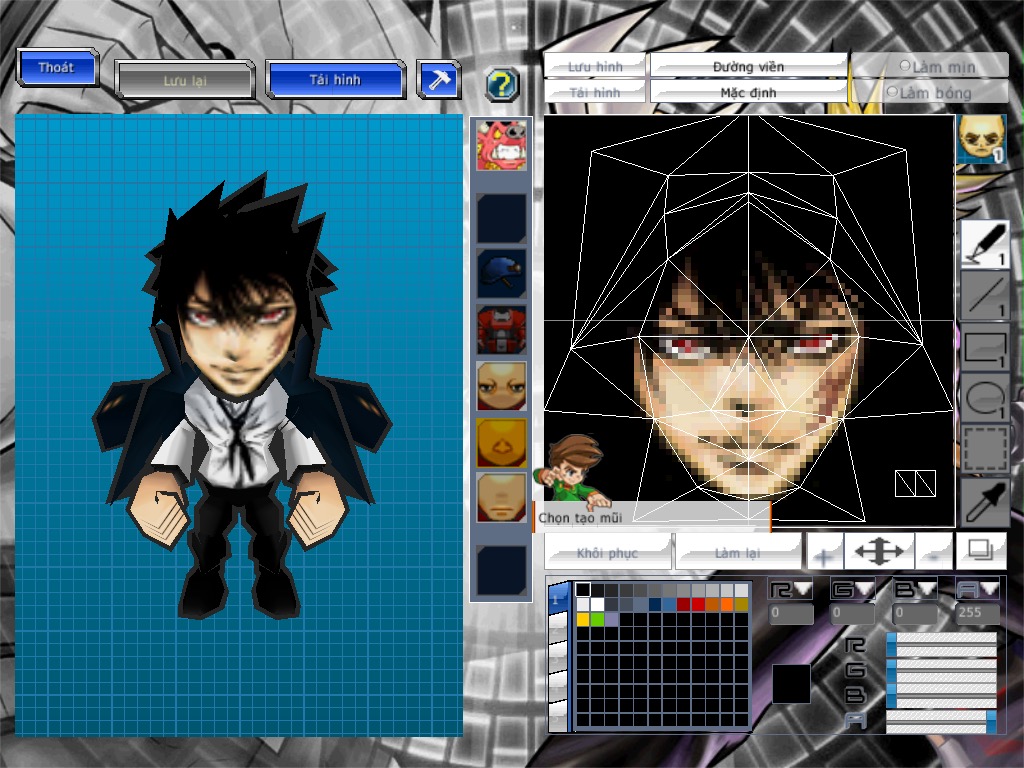 Thoát
Lưu lại
Tải hình
?
Lưu hình
Đường viền
Làm mịn
Tải hình
Mặc định
Làm bóng
1
1
1
1
1
Chọn tạo mũi
Khôi phục
Làm lại
+
-
1
R
G
B
A
0
0
0
255
R
G
B
A